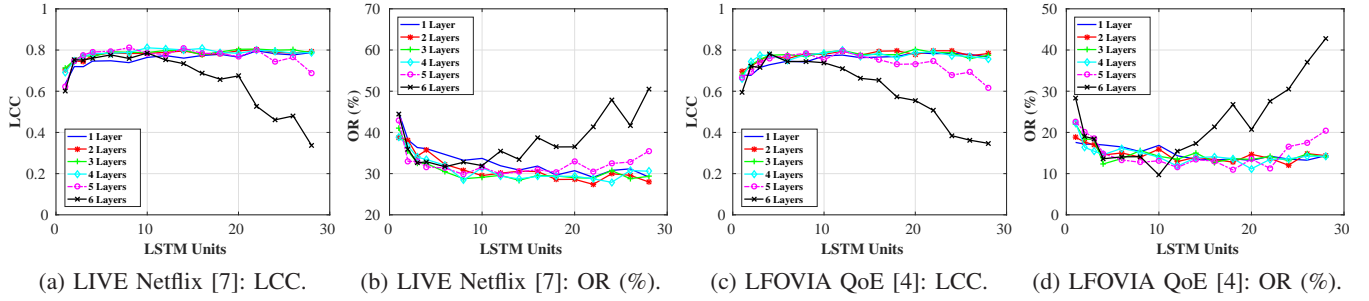 1
0.8
0.6
0.4
0.2
0
LCC
1 Layer
2 Layers
3 Layers
4 Layers
5 Layers
6 Layers
0 10 20 30
LSTM Units
(a) LIVE Netflix [7]: LCC.
60
50
40
30
20
OR (%)
1 Layer
2 Layers
3 Layers
4 Layers
5 Layers
6 Layers
0 10 20 30
LSTM Units
(b) LIVE Netflix [7]: OR (%).
1
0.8
0.6
0.4
0.2
0
LCC
1 Layer
2 Layers
3 Layers
4 Layers
5 Layers
6 Layers
0 10 20 30
LSTM Units
(c) LFOVIA QoE [4]: LCC.
50
40
30
20
10
0
OR (%)
1 Layer
2 Layers
3 Layers
4 Layers
5 Layers
6 Layers
0 10 20 30
LSTM Units
(d) LFOVIA QoE [4]: OR (%).